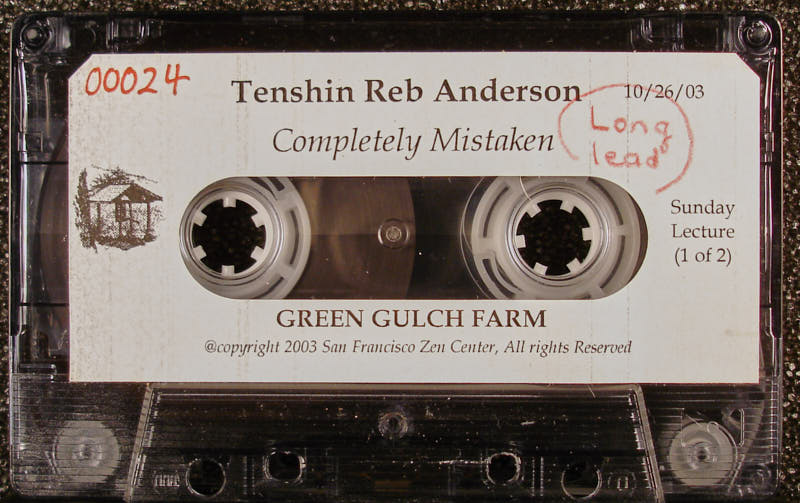 00024
Tenshin Reb Anderson
10/26/03
Completely Mistaken
Long
lead
Sunday
Lecture
(1 of 2)
GREEN GULCH FARM
@copyright 2003 San Francisco Zen Center, All rights Reserved